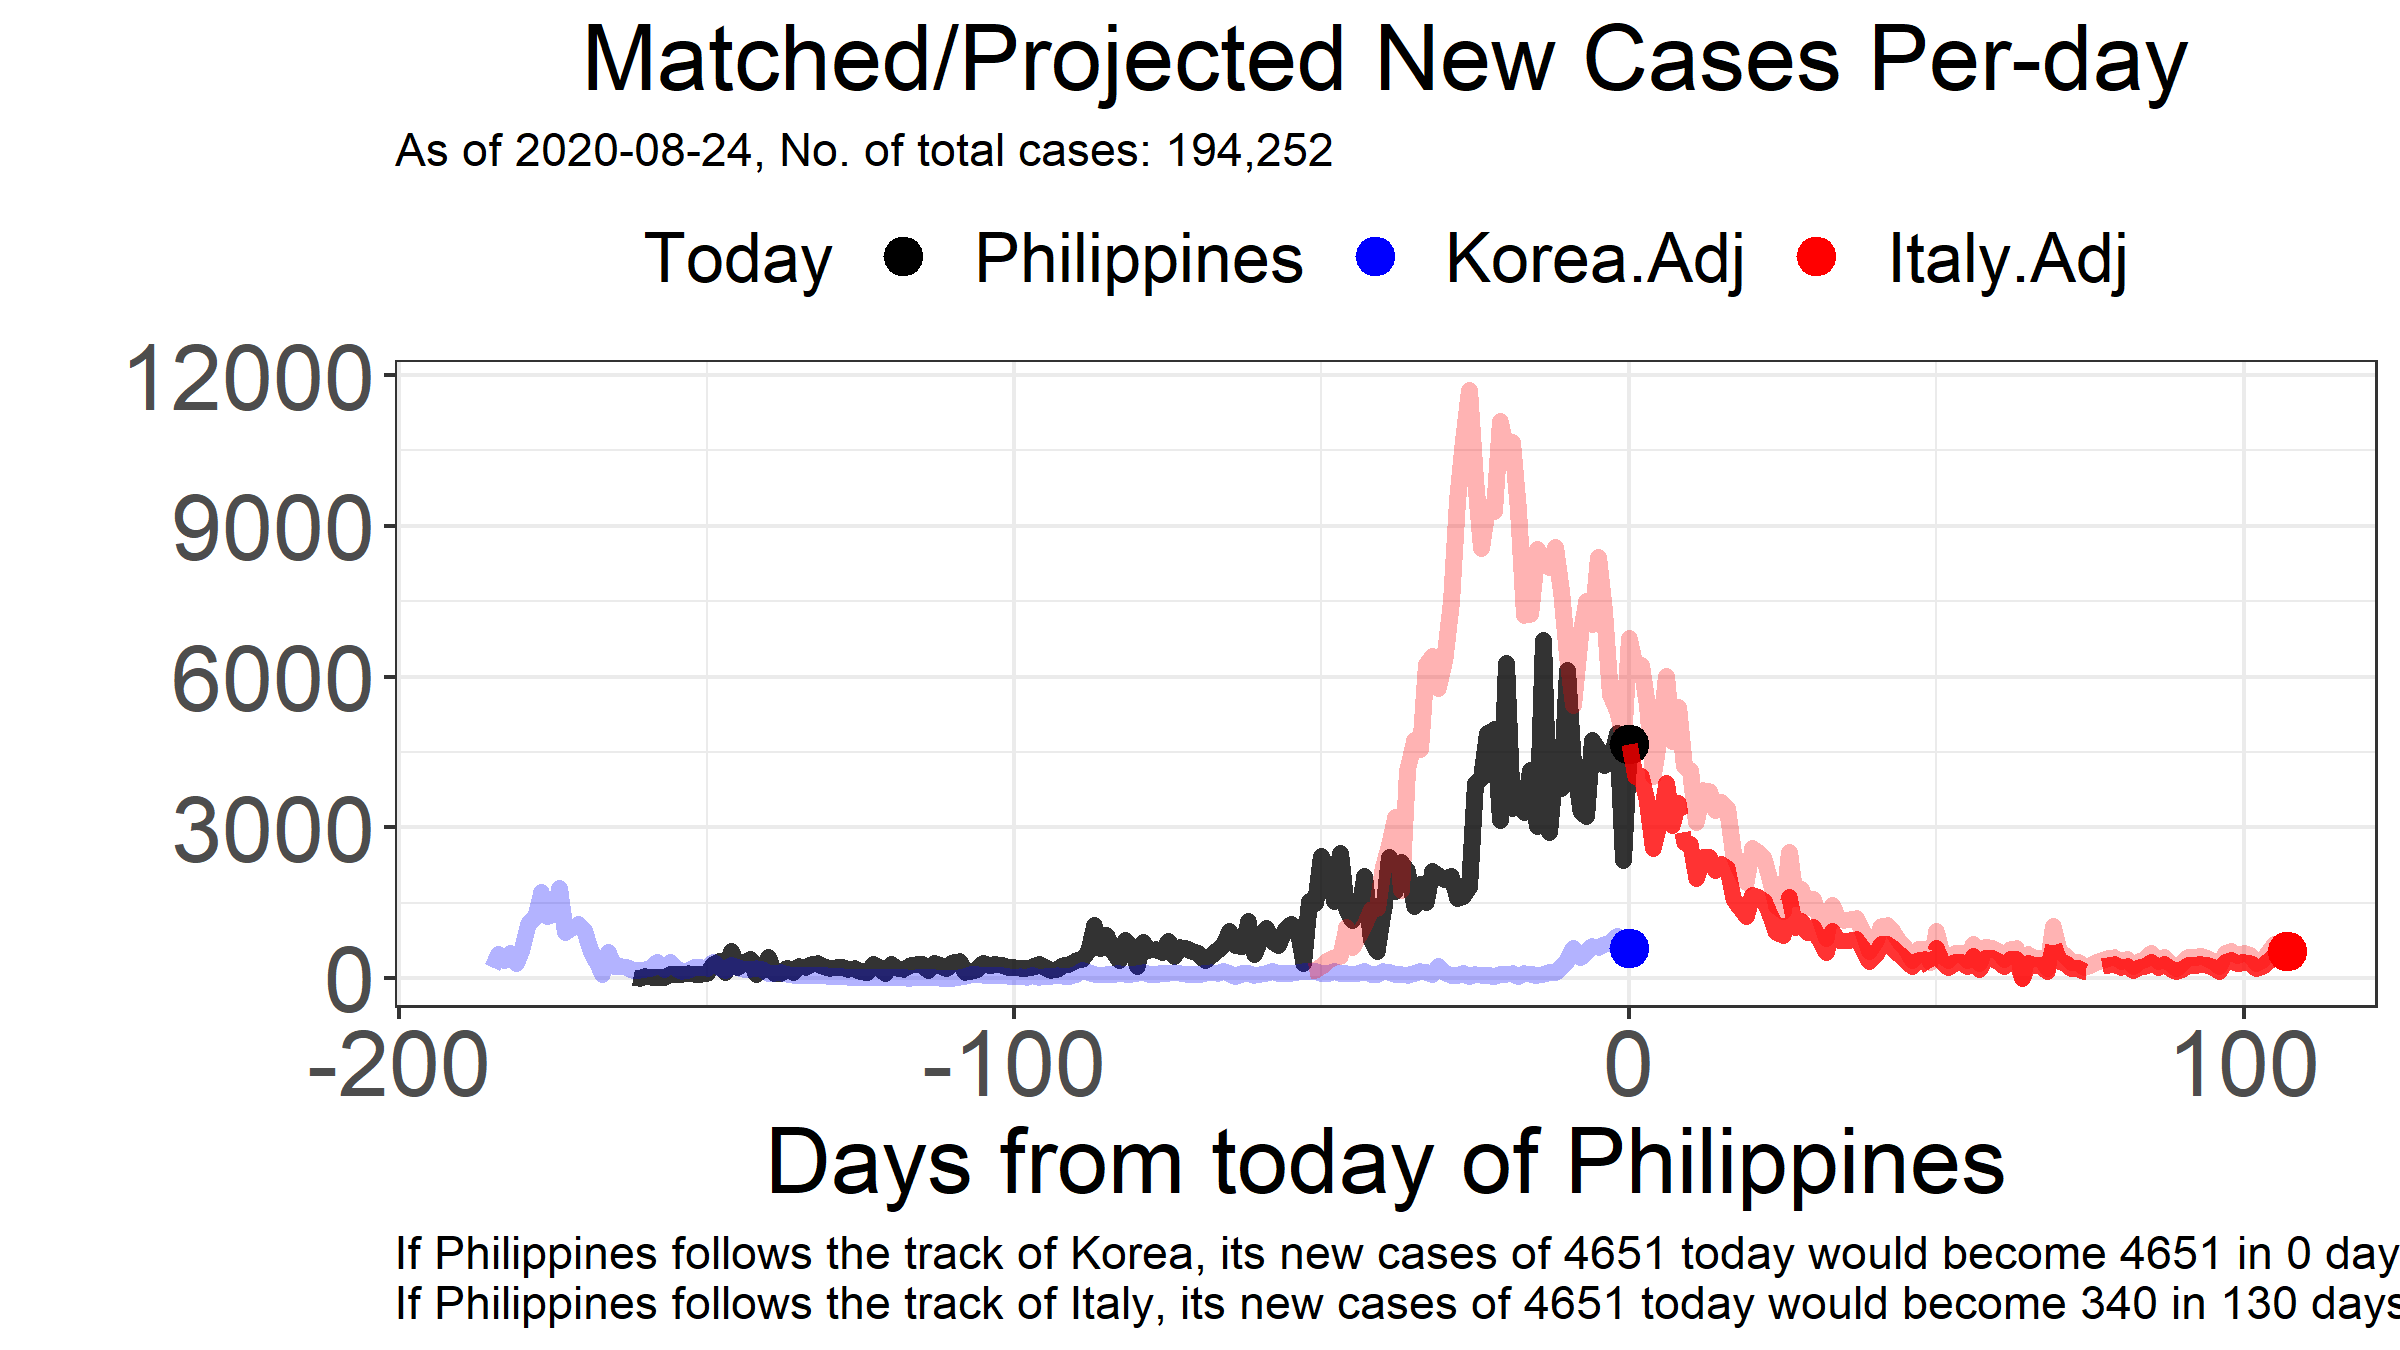 Matched/Projected New Cases Per-day
As of 2020-08-24, No. of total cases: 194,252
Today Philippines Korea.Adj Italy.Adj
12000
9000
6000
3000
0
-200 -100 0 100
Days from today of Philippines
If Philippines follows the track of Korea, its new cases of 4651 today would become 4651 in 0 day
If Philippines follows the track of Italy, its new cases of 4651 today would become 340 in 130 days